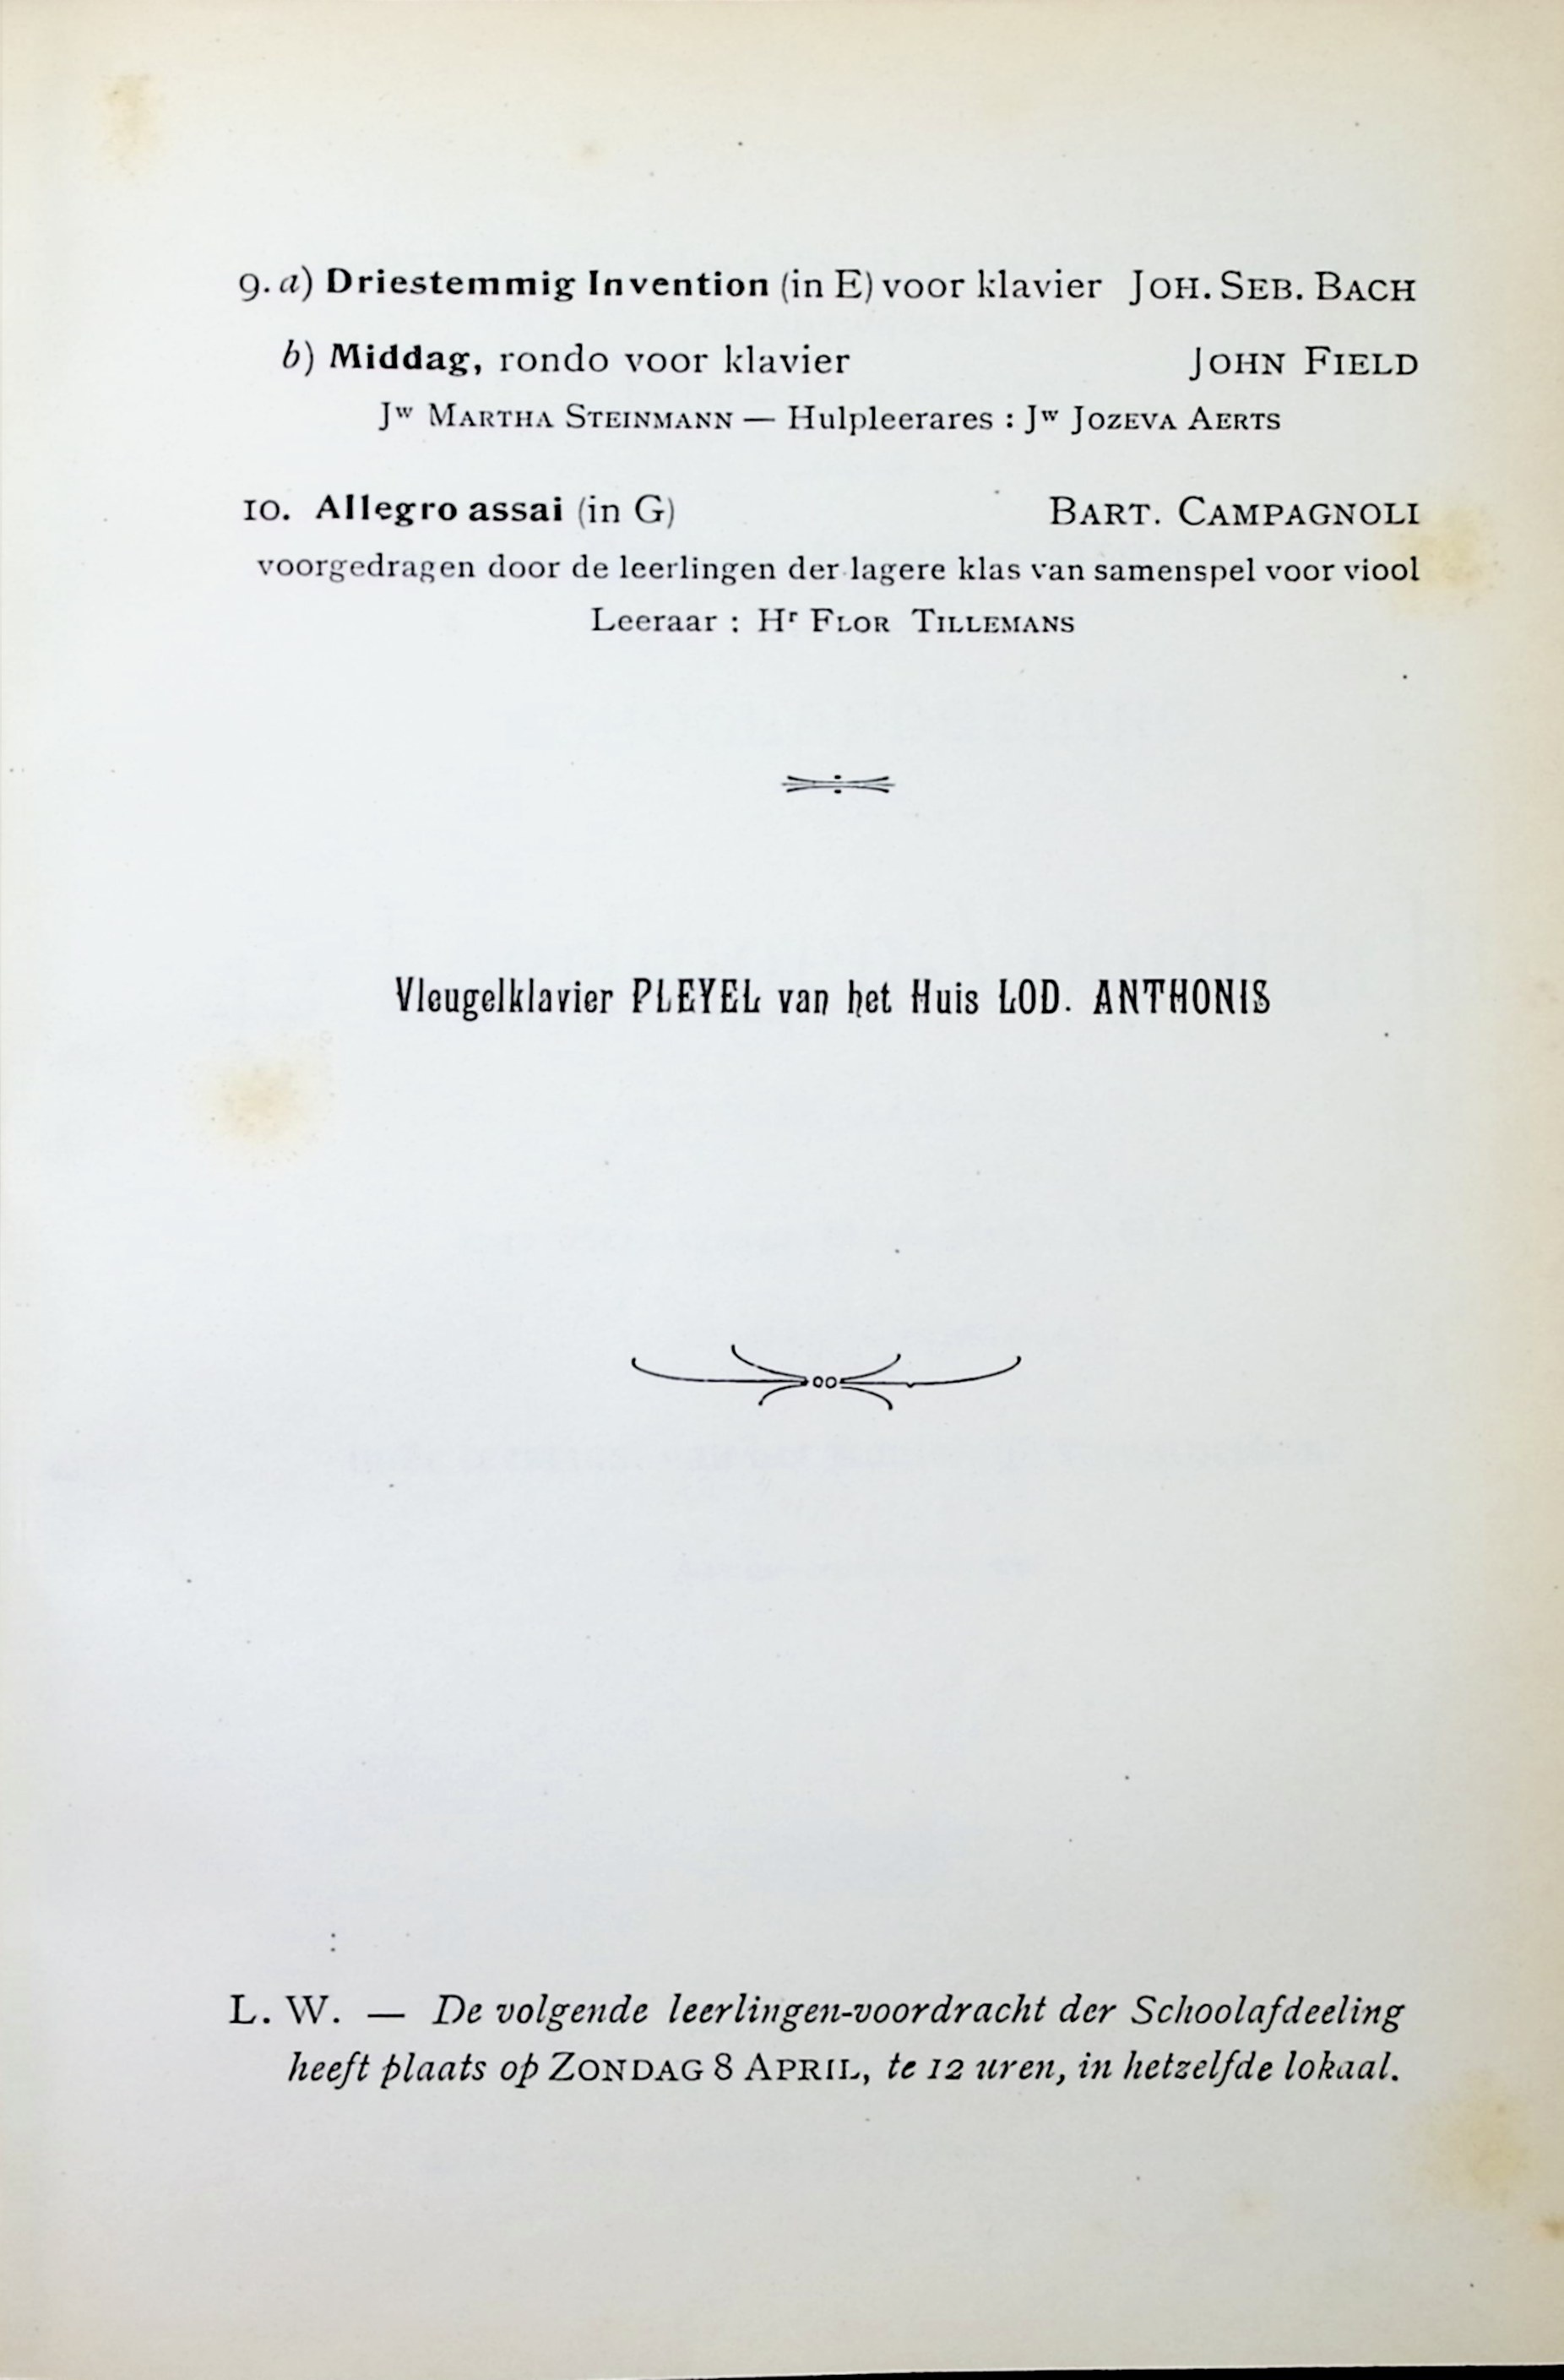 9. a) Driestemmig Invention (in E) voor klavier JOH. SEB. BACH
b) Middag, rondo voor klavier JOHN FIELD
Jw MARTHA STEINMANN — Hulpleerares : Jw JOZEVA AERTS
10. Allegro assai (in G) BART. CAMPAGNOLI
voorgedragen door de leerlingen der lagere klas van samenspel voor viool
Leeraar : Hr FLOR TILLEMANS
Vleugelklavier PLEYEL van het Huis LOD. ANTHONIS
L. W. — De volgende leerlingen-voordracht der Schoolafdeeling
heeft plaats op ZONDAG 8 APRIL, te 12 uren, in hetzelfde lokaal.